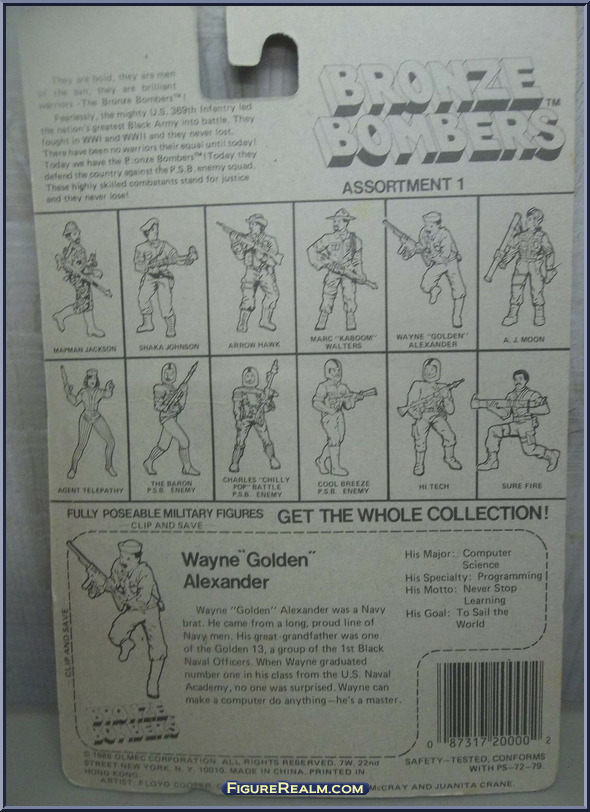 They are bold, they are men
of the sun, they are brilliant
warriors - The Bronze Bombers™!
Fearlessly, the mighty U.S. 369th Infantry led
the nation's greatest Black Army into battle. They
fought in WWI and WWII and they never lost.
There have been no warriors their equal until today!
Today we have the Bronze Bombers™! Today they
defend the country against the P.S.B. enemy squad.
These highly skilled combatants stand for justice
and they never lose!
BRONZE
BOMBERS™
ASSORTMENT 1
MAPMAN JACKSON
SHAKA JOHNSON
ARROW HAWK
MARC "KABOOM"
WALTERS
WAYNE "GOLDEN"
ALEXANDER
A. J. MOON
AGENT TELEPATHY
THE BARON
P.S.B. ENEMY
CHARLES "CHILLY
POP" BATTLE
P.S.B. ENEMY
COOL BREEZE
P.S.B. ENEMY
HI TECH
SURE FIRE
FULLY POSEABLE MILITARY FIGURES
GET THE WHOLE COLLECTION!
CLIP AND SAVE
CLIP AND SAVE
Wayne "Golden"
Alexander
Wayne "Golden" Alexander was a Navy
brat. He came from a long, proud line of
Navy men. His great-grandfather was one
of the Golden 13, a group of the 1st Black
Naval Officers. When Wayne graduated
number one in his class from the U.S. Naval
Academy, no one was surprised. Wayne can
make a computer do anything—he's a master.
His Major: Computer
Science
His Specialty: Programming
His Motto: Never Stop
Learning
His Goal: To Sail the
World
BRONZE
BOMBERS
0 87317 20000 2
SAFETY-TESTED, CONFORMS
WITH PS-72-79.
OLMEC CORPORATION. ALL RIGHTS RESERVED. 7W. 22nd
STREET NEW YORK, N.Y. 10010. MADE IN CHINA. PRINTED IN
HONG KONG.
ARTIST, FLOYD COOPER McCRAY AND JUANITA CRANE.
FIGUREREALM.COM